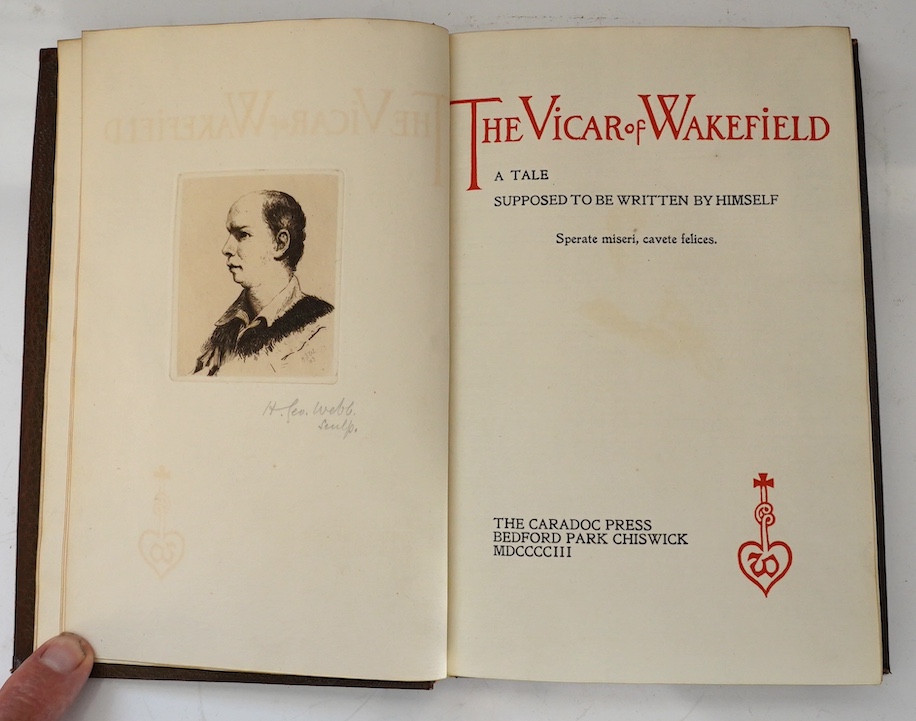 H. Geo. Webb.
Sculp.
THE VICAR of WAKEFIELD
A TALE
SUPPOSED TO BE WRITTEN BY HIMSELF
Sperate miseri, cavete felices.
THE CARADOC PRESS
BEDFORD PARK CHISWICK
MDCCCCIII